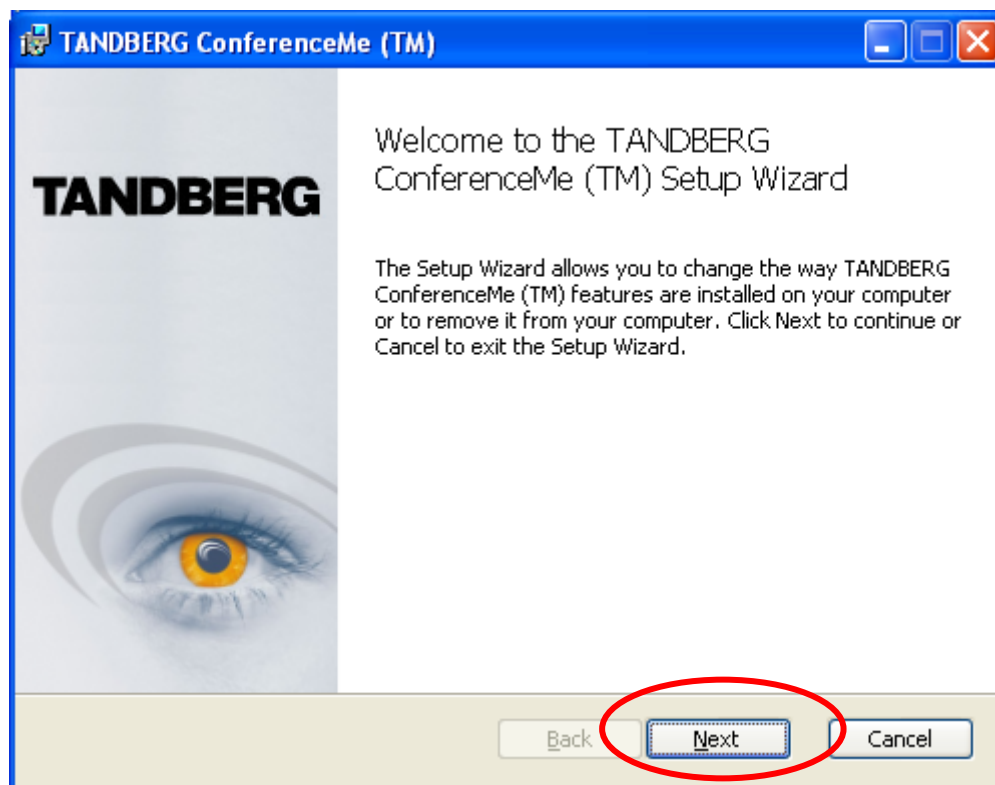 TANDBERG ConferenceMe (TM)
TANDBERG
Welcome to the TANDBERG
ConferenceMe (TM) Setup Wizard
The Setup Wizard allows you to change the way TANDBERG
ConferenceMe (TM) features are installed on your computer
or to remove it from your computer. Click Next to continue or
Cancel to exit the Setup Wizard.
Back Next Cancel